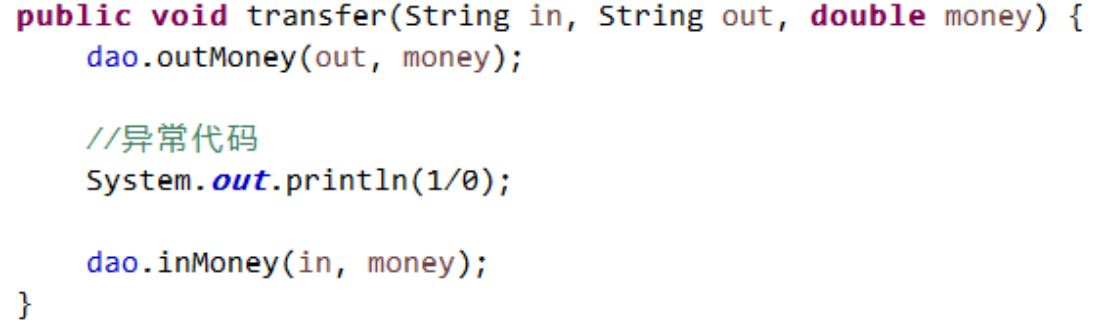 public void transfer(String in, String out, double money) {
dao.outMoney(out, money);
//异常代码
System.out.println(1/0);
dao.inMoney(in, money);
}